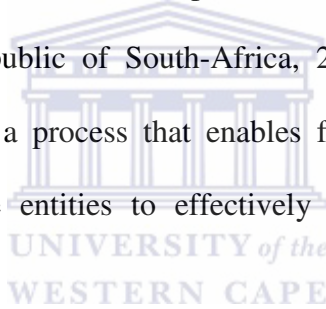 public of South-Africa, 2
a process that enables f
entities to effectively
UNIVERSITY of the
WESTERN CAPE